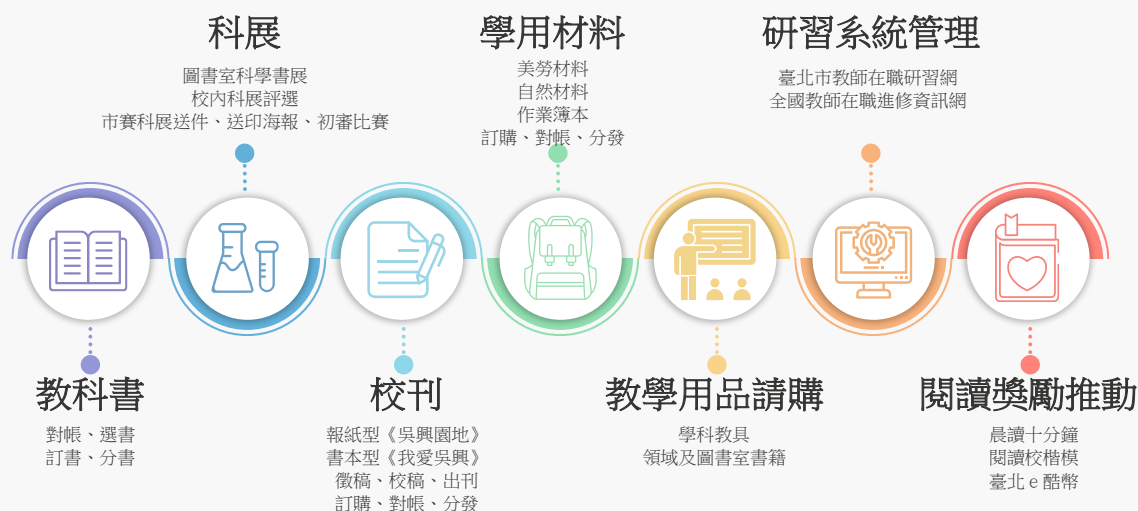 科展
圖書室科學書展
校內科展評選
市賽科展送件、送印海報、初審比賽
學用材料
美勞材料
自然材料
作業簿本
訂購、對帳、分發
研習系統管理
臺北市教師在職研習網
全國教師在職進修資訊網
教科書
對帳、選書
訂書、分書
校刊
報紙型《吳興園地》
書本型《我愛吳興》
徵稿、校稿、出刊
訂購、對帳、分發
教學用品請購
學科教具
領域及圖書室書籍
閱讀獎勵推動
晨讀十分鐘
閱讀校楷模
臺北 e 酷幣